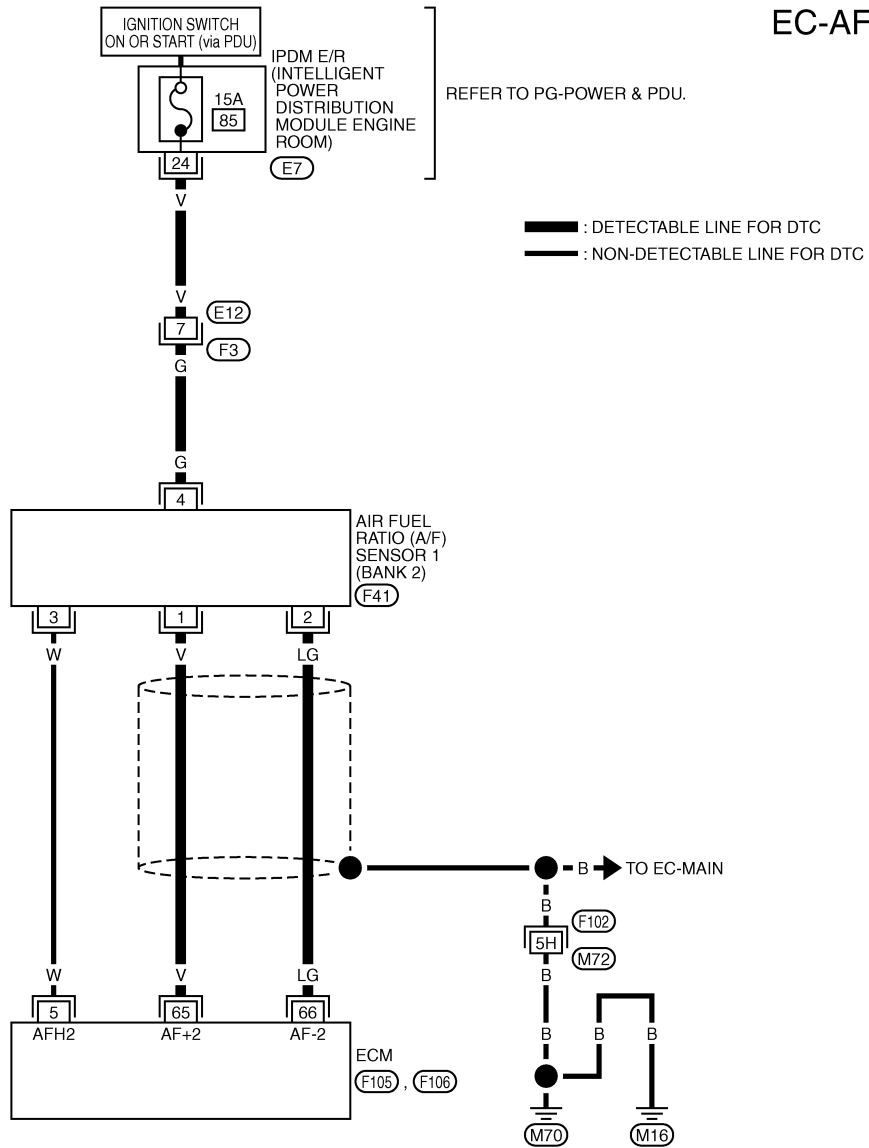 EC-AF
IGNITION SWITCH
ON OR START (via PDU)
IPDM E/R
(INTELLIGENT
POWER
DISTRIBUTION
MODULE ENGINE
ROOM)
15A
85
REFER TO PG-POWER & PDU.
24
E7
V
: DETECTABLE LINE FOR DTC
: NON-DETECTABLE LINE FOR DTC
V
E12
7
F3
G
G
4
AIR FUEL
RATIO (A/F)
SENSOR 1
(BANK 2)
F41
3 1 2
W V LG
B TO EC-MAIN
B
F102
5H
M72
W V LG B
5 65 66
AFH2 AF+2 AF-2
B B B
ECM
F105 , F106
M70 M16